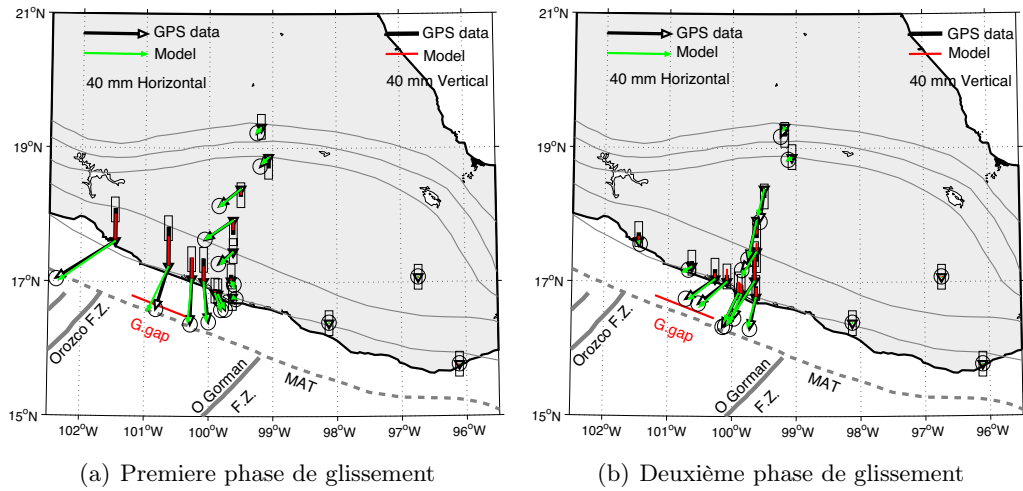 21°N
19°N
17°N
15°N
102°W 101°W 100°W 99°W 98°W 97°W 96°W
GPS data
Model
40 mm Horizontal
GPS data
Model
40 mm Vertical
Orozco F.Z.
G.gap
O Gorman
F.Z.
MAT
(a) Premiere phase de glissement
21°N
19°N
17°N
15°N
102°W 101°W 100°W 99°W 98°W 97°W 96°W
GPS data
Model
40 mm Horizontal
GPS data
Model
40 mm Vertical
Orozco F.Z.
G.gap
O Gorman
F.Z.
MAT
(b) Deuxième phase de glissement